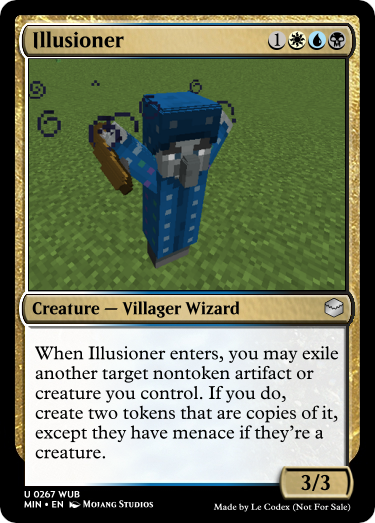 Illusioner 1
Creature — Villager Wizard
When Illusioner enters, you may exile
another target nontoken artifact or
creature you control. If you do,
create two tokens that are copies of it,
except they have menace if they're a
creature.
3/3
U 0267 WUB
MIN • EN Mojang Studios
Made by Le Codex (Not For Sale)